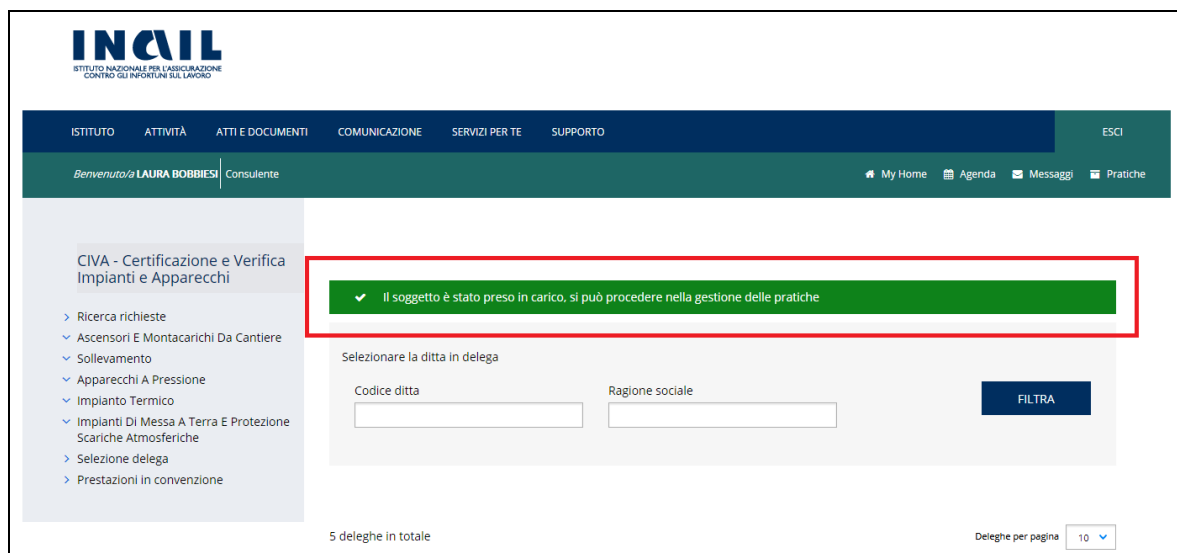 INAIL
ISTITUTO NAZIONALE PER L'ASSICURAZIONE
CONTRO GLI INFORTUNI SUL LAVORO
ISTITUTO ATTIVITÀ ATTI E DOCUMENTI COMUNICAZIONE SERVIZI PER TE SUPPORTO ESCI
Benvenuto/a LAURA BOBBIESI Consulente My Home Agenda Messaggi Pratiche
CIVA - Certificazione e Verifica
Impianti e Apparecchi
Ricerca richieste
Ascensori E Montacarichi Da Cantiere
Sollevamento
Apparecchi A Pressione
Impianto Termico
Impianti Di Messa A Terra E Protezione
Scariche Atmosferiche
Selezione delega
Prestazioni in convenzione
Il soggetto è stato preso in carico, si può procedere nella gestione delle pratiche
Selezionare la ditta in delega
Codice ditta Ragione sociale
FILTRA
5 deleghe in totale Deleghe per pagina 10